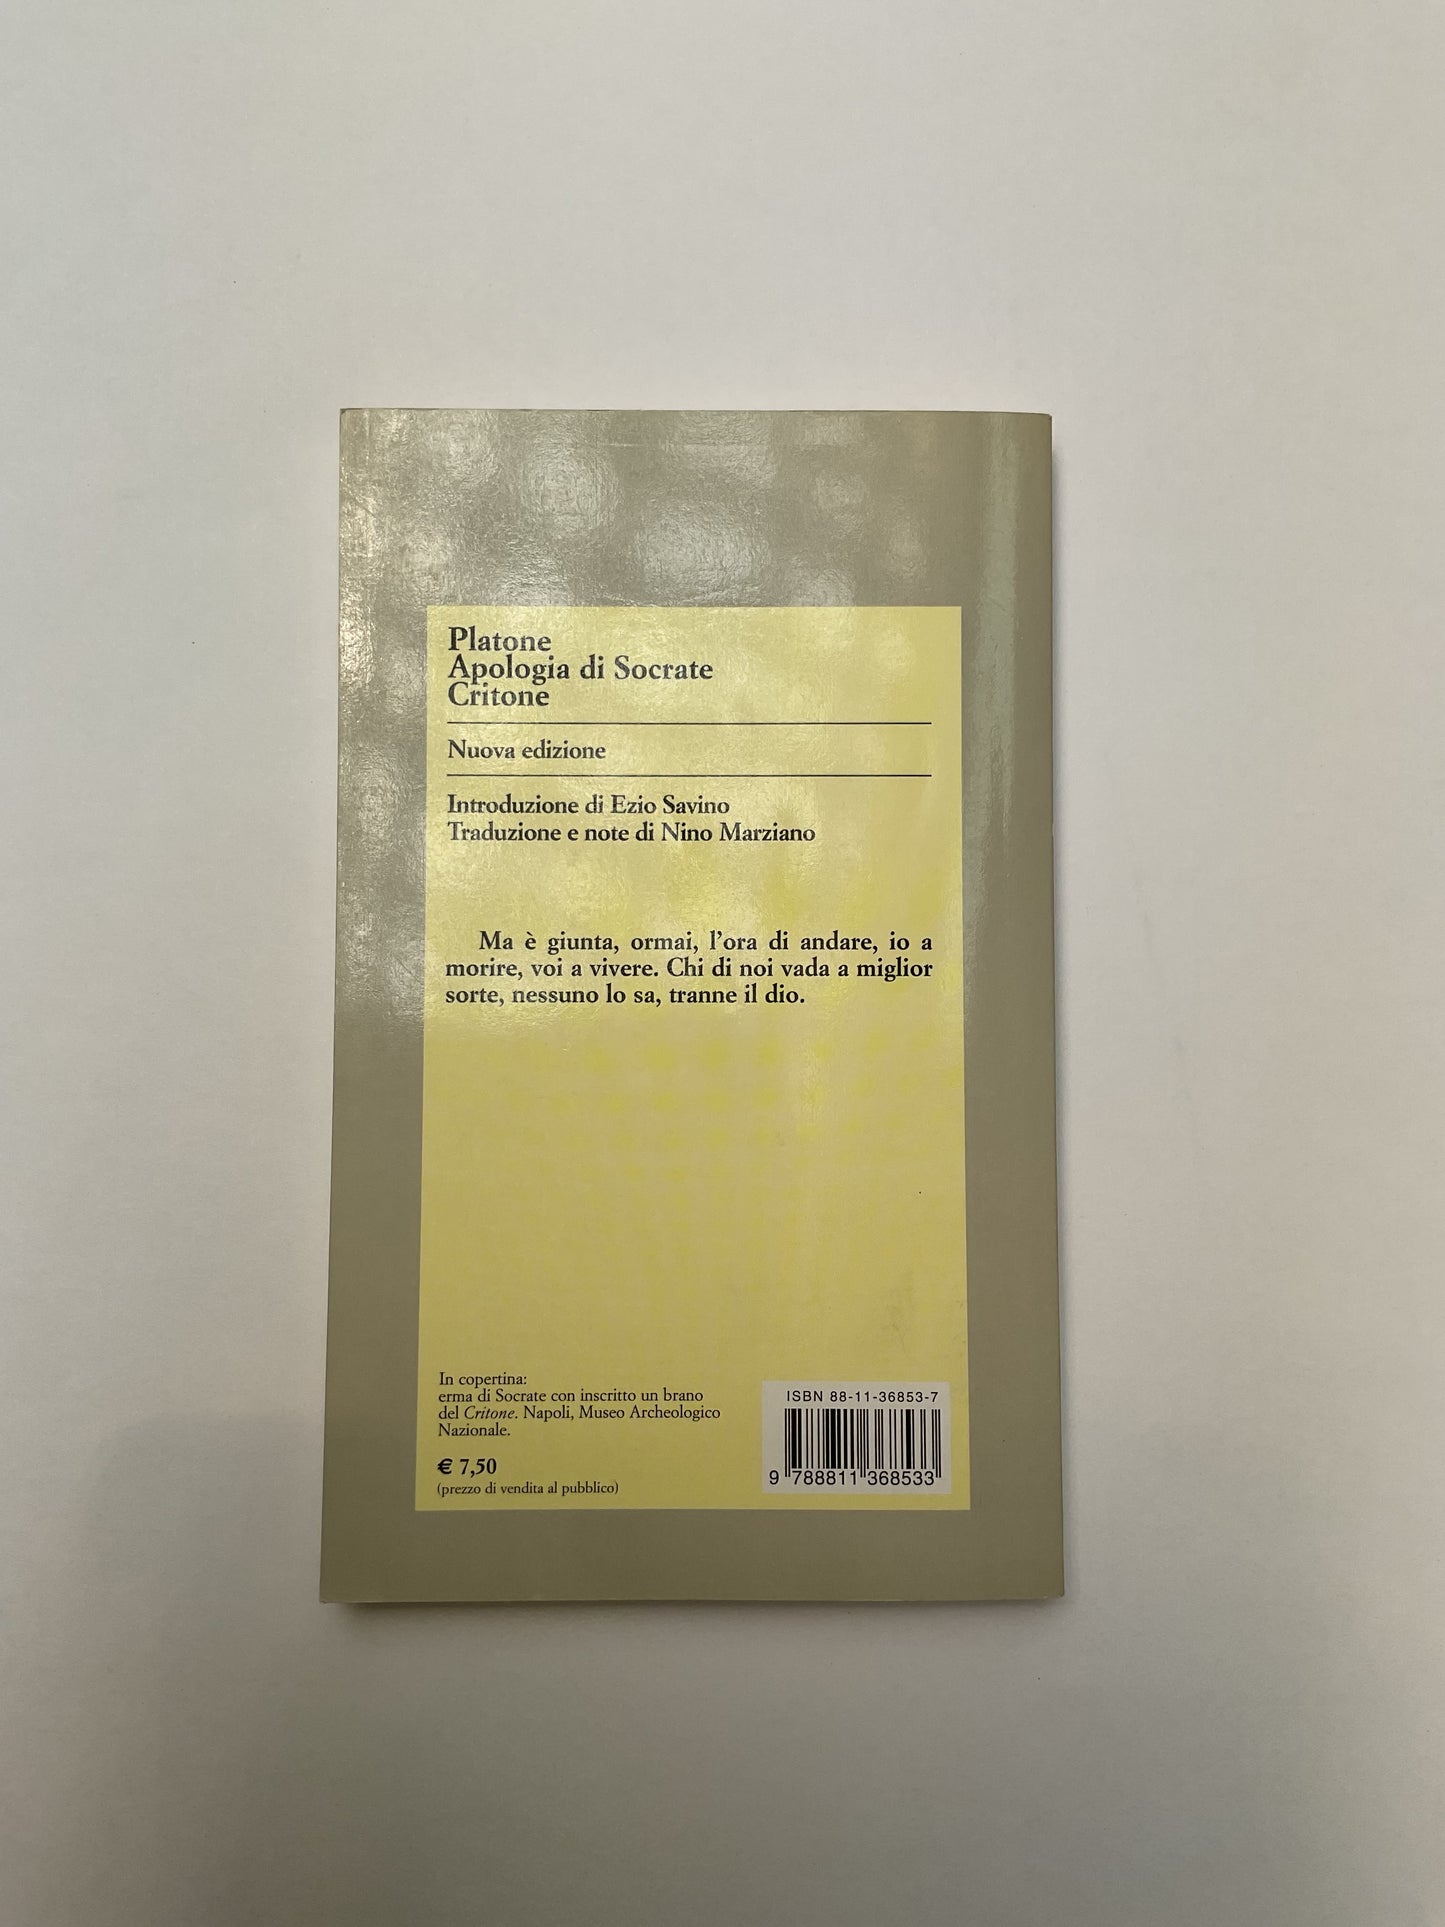 Platone
Apologia di Socrate
Critone
Nuova edizione
Introduzione di Ezio Savino
Traduzione e note di Nino Marziano
Ma è giunta, ormai, l'ora di andare, io a
morire, voi a vivere. Chi di noi vada a miglior
sorte, nessuno lo sa, tranne il dio.
In copertina:
erma di Socrate con inscritto un brano
del Critone. Napoli, Museo Archeologico
Nazionale.
€ 7,50
(prezzo di vendita al pubblico)
ISBN 88-11-36853-7
9 788811 368533